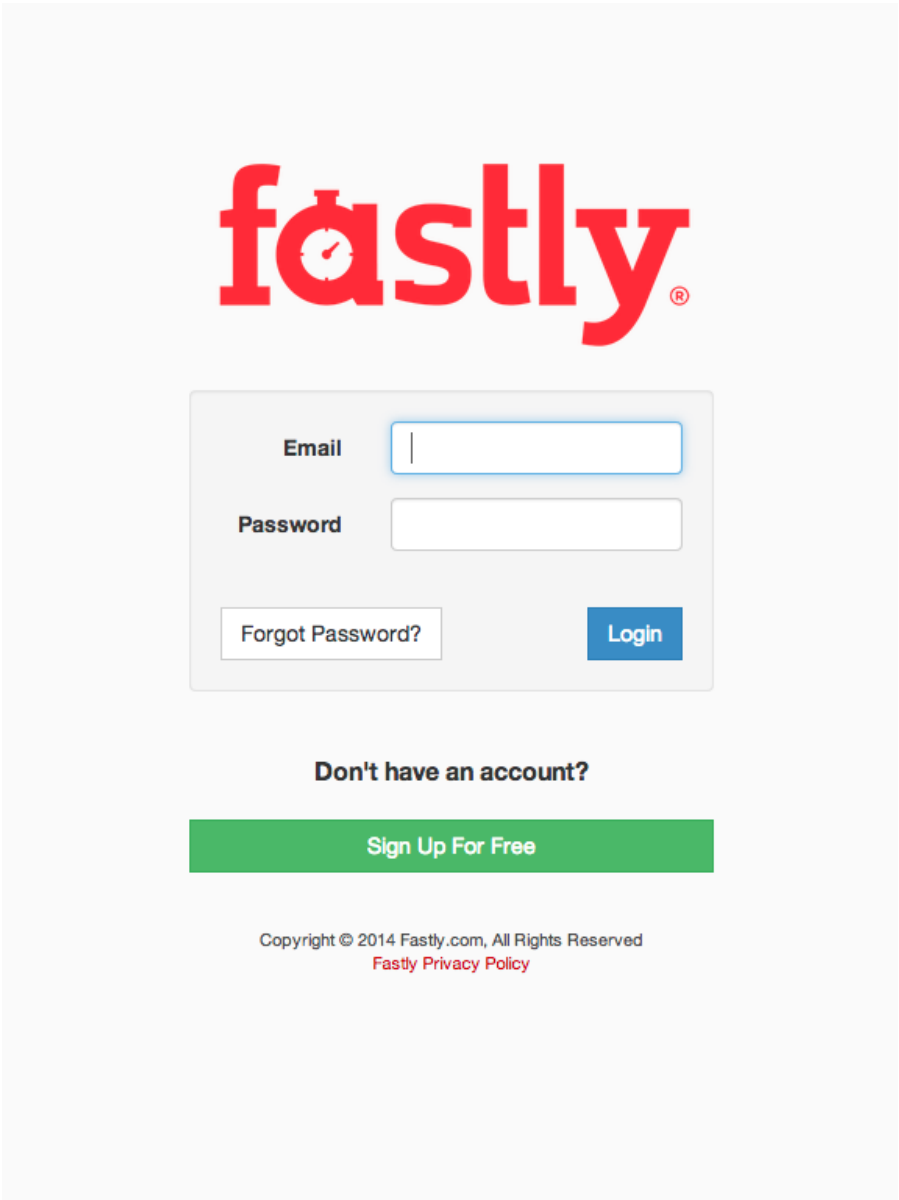 fastly®
Email
Password
Forgot Password?
Login
Don't have an account?
Sign Up For Free
Copyright © 2014 Fastly.com, All Rights Reserved
Fastly Privacy Policy